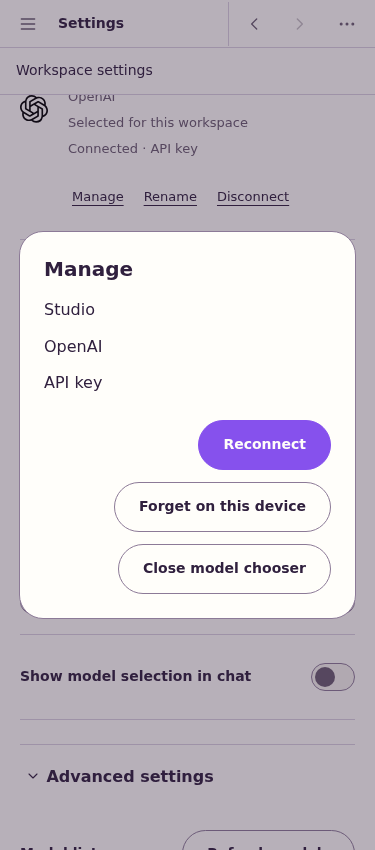 Settings
Workspace settings
OpenAI
Selected for this workspace
Connected · API key
Manage Rename Disconnect
Manage
Studio
OpenAI
API key
Reconnect
Forget on this device
Close model chooser
Show model selection in chat
Advanced settings